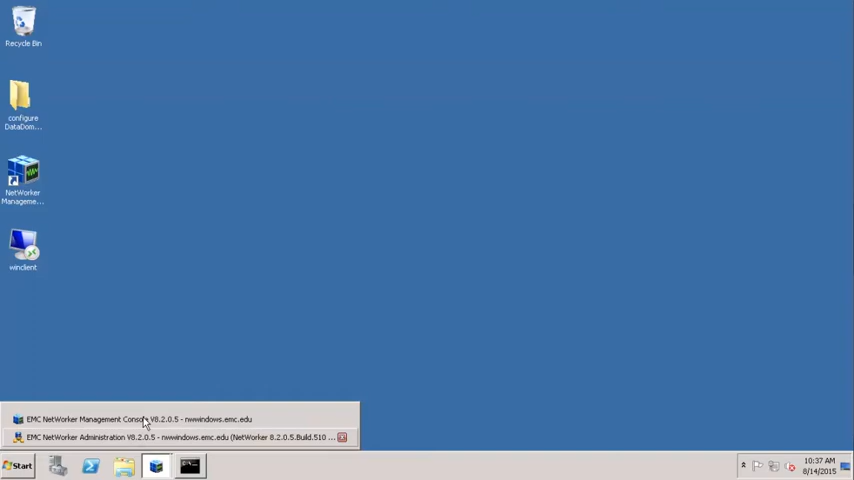 Recycle Bin
configure
DataDom...
NetWorker
Manageme...
winclient
EMC NetWorker Management Console V8.2.0.5 - nwwindows.emc.edu
EMC NetWorker Administration V8.2.0.5 - nwwindows.emc.edu (NetWorker 8.2.0.5.Build.510 ...
Start
10:37 AM
8/14/2015